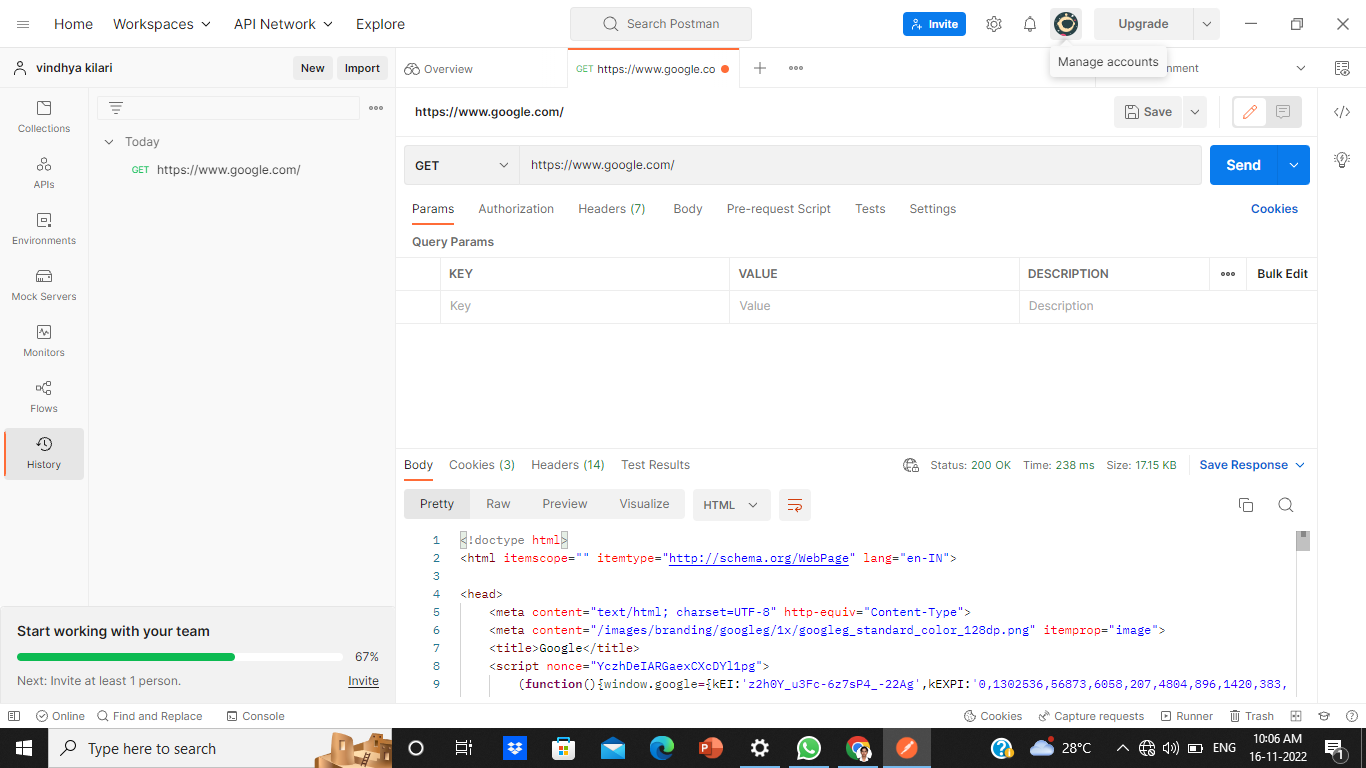 Home Workspaces API Network Explore Search Postman Invite Upgrade
Manage accounts
vindhya kilari New Import Overview GET https://www.google.co nment
Collections
APIs
Environments
Mock Servers
Monitors
Flows
History
Today
GET https://www.google.com/
https://www.google.com/ Save
GET https://www.google.com/ Send
Params Authorization Headers (7) Body Pre-request Script Tests Settings Cookies
Query Params
KEY VALUE DESCRIPTION Bulk Edit
Key Value Description
Body Cookies (3) Headers (14) Test Results Status: 200 OK Time: 238 ms Size: 17.15 KB Save Response
Pretty Raw Preview Visualize HTML
1 <!doctype html>
2 <html itemscope="" itemtype="http://schema.org/WebPage" lang="en-IN">
3
4 <head>
5 <meta content="text/html; charset=UTF-8" http-equiv="Content-Type">
6 <meta content="/images/branding/googleg/1x/googleg_standard_color_128dp.png" itemprop="image">
7 <title>Google</title>
8 <script nonce="YczhDeIARGaexCXcDYl1pg">
9 (function(){window.google={kEI:'z2h0Y_u3Fc-6z7sP4_-22Ag',kEXPI:'0,1302536,56873,6058,207,4804,896,1420,383,
Start working with your team
67%
Next: Invite at least 1 person. Invite
Online Find and Replace Console Cookies Capture requests Runner Trash
Type here to search 28°C ENG 10:06 AM
16-11-2022
1